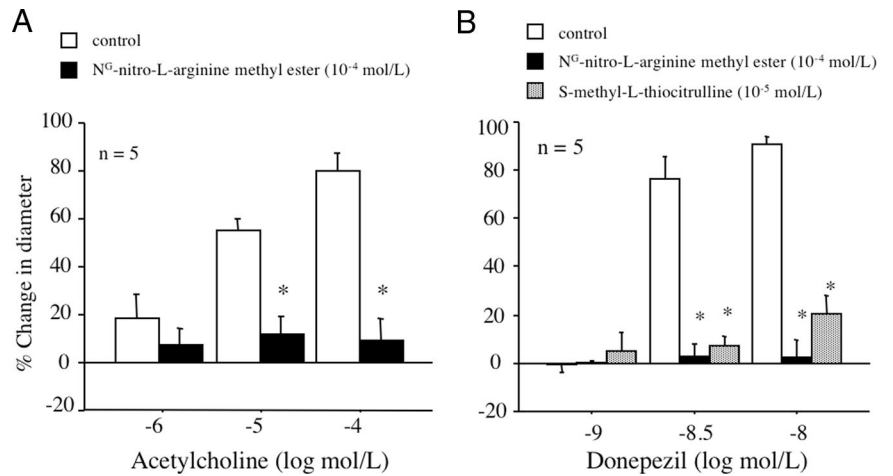 A
control
Nᴳ-nitro-L-arginine methyl ester (10⁻⁴ mol/L)
n = 5
% Change in diameter
100
80
60
40
20
0
-20
*
*
-6
-5
-4
Acetylcholine (log mol/L)
B
control
Nᴳ-nitro-L-arginine methyl ester (10⁻⁴ mol/L)
S-methyl-L-thiocitrulline (10⁻⁵ mol/L)
n = 5
100
80
60
40
20
0
-20
*
*
*
*
-9
-8.5
-8
Donepezil (log mol/L)